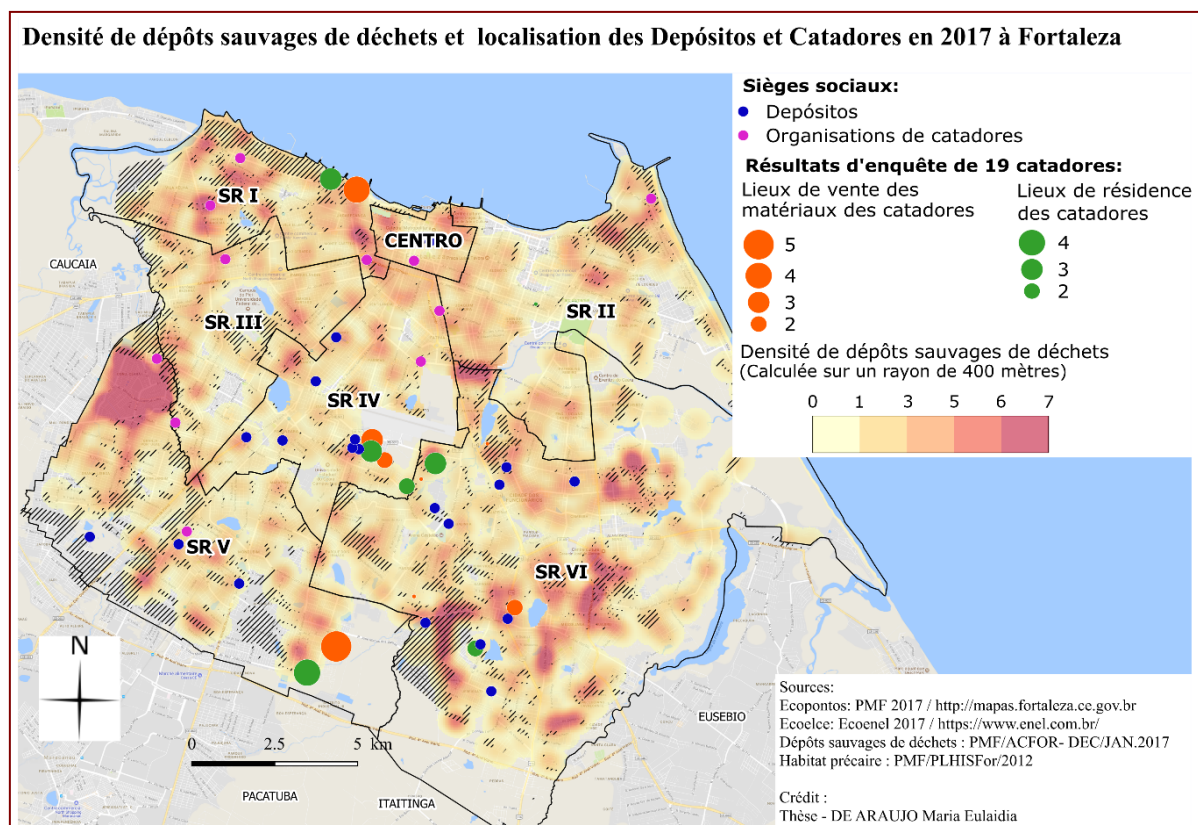 Densité de dépôts sauvages de déchets et localisation des Depósitos et Catadores en 2017 à Fortaleza
Sièges sociaux:
Depósitos
Organisations de catadores
Résultats d'enquête de 19 catadores:
Lieux de vente des
matériaux des catadores
5
4
3
2
Lieux de résidence
des catadores
4
3
2
Densité de dépôts sauvages de déchets
(Calculée sur un rayon de 400 mètres)
0 1 3 5 6 7
SR I
CENTRO
CAUCAIA
SR II
SR III
SR IV
SR V
SR VI
N
0 2.5 5 km
PACATUBA
ITAITINGA
EUSEBIO
Sources:
Ecopontos: PMF 2017 / http://mapas.fortaleza.ce.gov.br
Ecoelce: Ecoenel 2017 / https://www.enel.com.br/
Dépôts sauvages de déchets : PMF/ACFOR- DEC/JAN.2017
Habitat précaire : PMF/PLHISFor/2012
Crédit :
Thèse - DE ARAUJO Maria Eulaidia